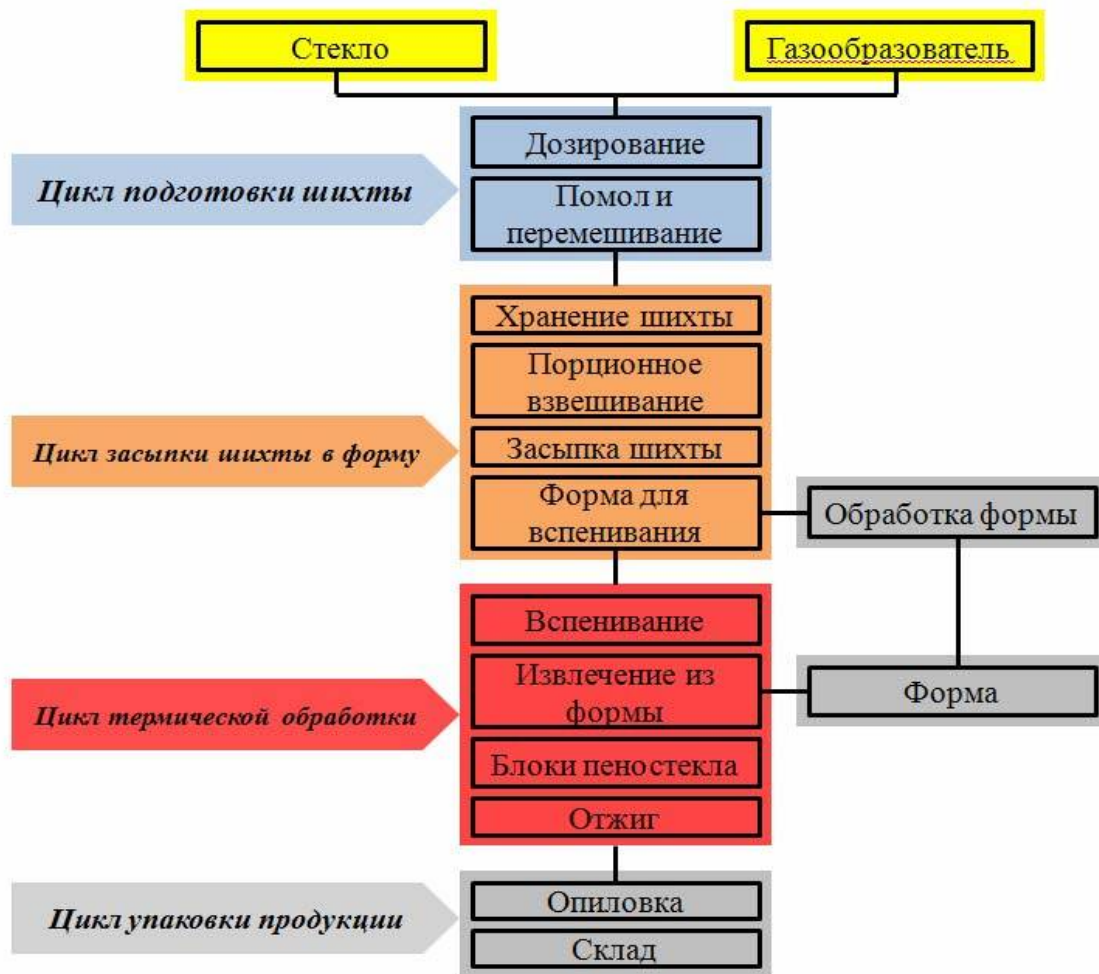 Стекло
Газообразователь
Дозирование
Цикл подготовки шихты
Помол и
перемешивание
Хранение шихты
Порционное
взвешивание
Цикл засыпки шихты в форму
Засыпка шихты
Форма для
вспенивания
Обработка формы
Вспенивание
Извлечение из
формы
Форма
Цикл термической обработки
Блоки пеностекла
Отжиг
Опиловка
Цикл упаковки продукции
Склад